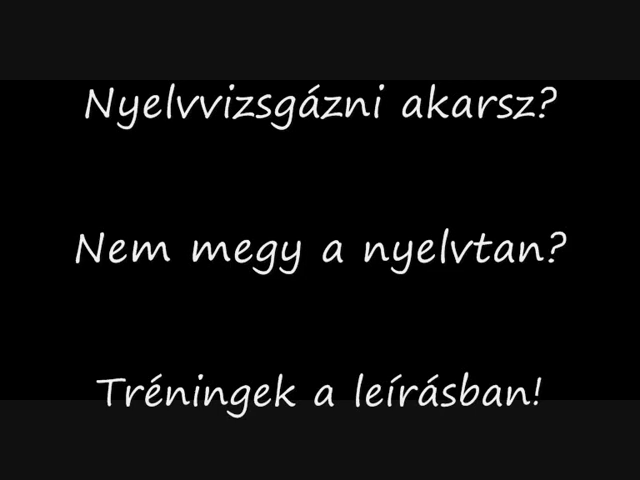 Nyelvvizsgázni akarsz?
Nem megy a nyelvtan?
Tréningek a leírásban!